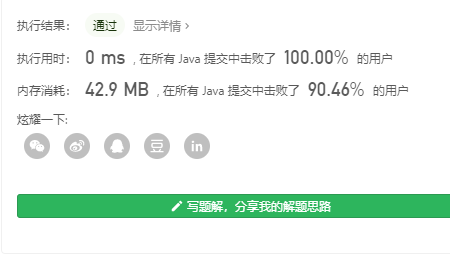 执行结果： 通过 显示详情 ›
执行用时： 0 ms , 在所有 Java 提交中击败了 100.00% 的用户
内存消耗： 42.9 MB , 在所有 Java 提交中击败了 90.46% 的用户
炫耀一下:
豆 in
写题解，分享我的解题思路